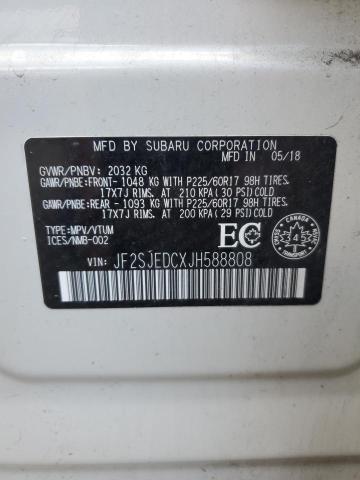 MFD BY SUBARU CORPORATION 05/18
GVWR/PNBV: 2032 KG
GAWR/PNBE:FRONT- 1048 KG WITH P225/60R17 98H TIRES.
17X7J RIMS. AT 210 KPA (30 PSI)COLD
GAWR/PNBE:REAR - 1093 KG WITH P225/60R17 98H TIRES.
17X7J RIMS. AT 200 KPA (29 PSI)COLD
TYPE:MPV/VTUM
ICES/NMB-002
EC
CANADA
VIN: JF2SJEDCXJH588808